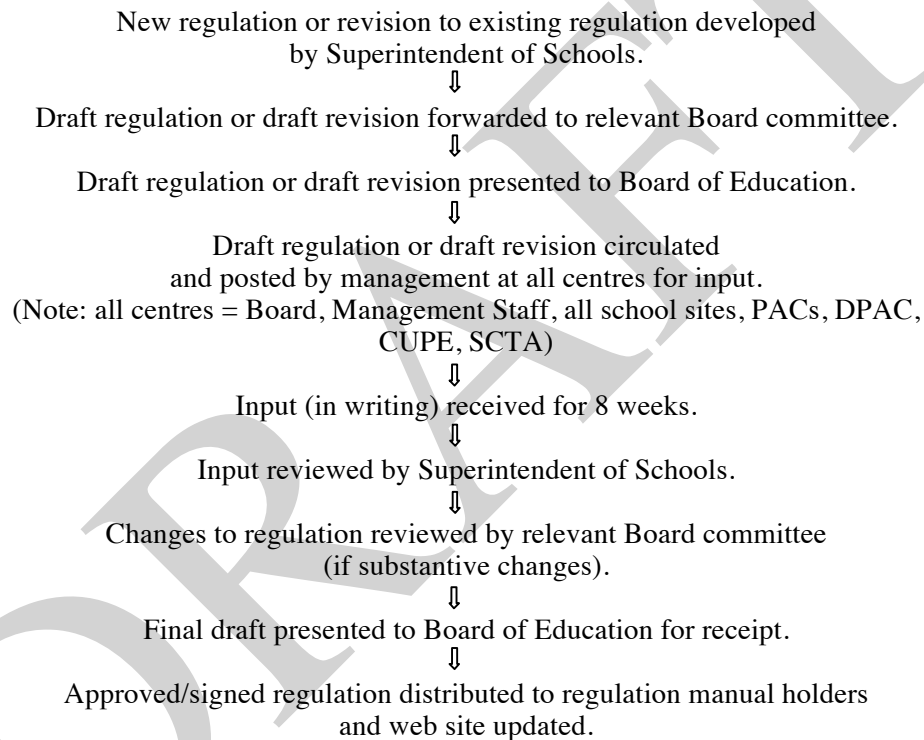 New regulation or revision to existing regulation developed
by Superintendent of Schools.
⇩
Draft regulation or draft revision forwarded to relevant Board committee.
⇩
Draft regulation or draft revision presented to Board of Education.
⇩
Draft regulation or draft revision circulated
and posted by management at all centres for input.
(Note: all centres = Board, Management Staff, all school sites, PACs, DPAC,
CUPE, SCTA)
⇩
Input (in writing) received for 8 weeks.
⇩
Input reviewed by Superintendent of Schools.
⇩
Changes to regulation reviewed by relevant Board committee
(if substantive changes).
⇩
Final draft presented to Board of Education for receipt.
⇩
Approved/signed regulation distributed to regulation manual holders
and web site updated.
DRAFT